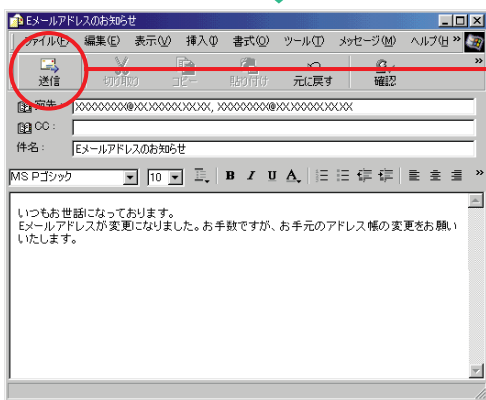 Eメールアドレスのお知らせ
ファイル(F) 編集(E) 表示(V) 挿入(I) 書式(O) ツール(T) メッセージ(M) ヘルプ(H »
送信 切り取り コピー 貼り付け 元に戻す 確認 »
宛先: XXXXXXXX@XX.XXXX.XX.XX, XXXXXXXX@XX.XXXX.XX.XX
CC:
件名: Eメールアドレスのお知らせ
MS Pゴシック 10 B I U A »
いつもお世話になっております。
Eメールアドレスが変更になりました。お手数ですが、お手元のアドレス帳の変更をお願い
いたします。